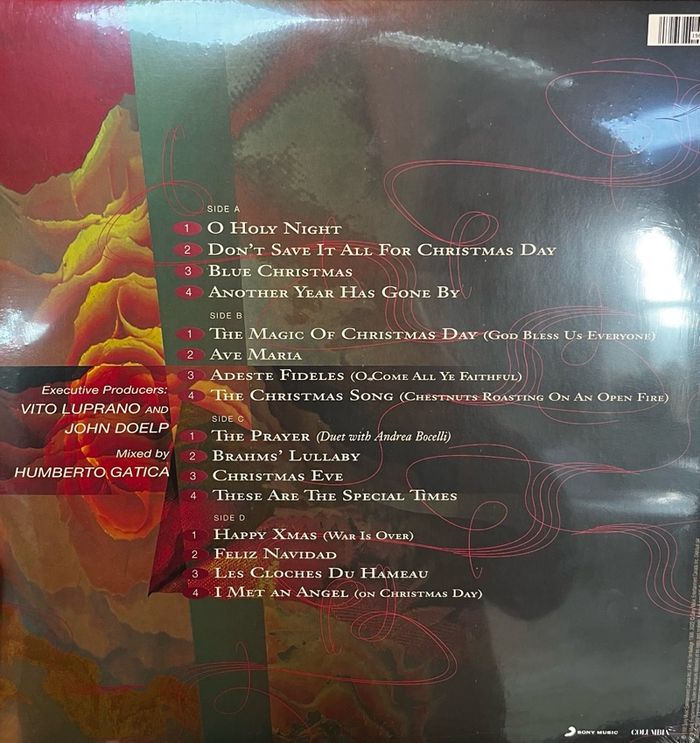 SIDE A
1 O HOLY NIGHT
2 DON'T SAVE IT ALL FOR CHRISTMAS DAY
3 BLUE CHRISTMAS
4 ANOTHER YEAR HAS GONE BY
SIDE B
1 THE MAGIC OF CHRISTMAS DAY (GOD BLESS US EVERYONE)
2 AVE MARIA
3 ADESTE FIDELES (O COME ALL YE FAITHFUL)
4 THE CHRISTMAS SONG (CHESTNUTS ROASTING ON AN OPEN FIRE)
SIDE C
1 THE PRAYER (Duet with Andrea Bocelli)
2 BRAHMS' LULLABY
3 CHRISTMAS EVE
4 THESE ARE THE SPECIAL TIMES
SIDE D
1 HAPPY XMAS (WAR IS OVER)
2 FELIZ NAVIDAD
3 LES CLOCHES DU HAMEAU
4 I MET AN ANGEL (ON CHRISTMAS DAY)
Executive Producers:
VITO LUPRANO AND
JOHN DOELP
Mixed by
HUMBERTO GATICA
SONY MUSIC
COLUMBIA